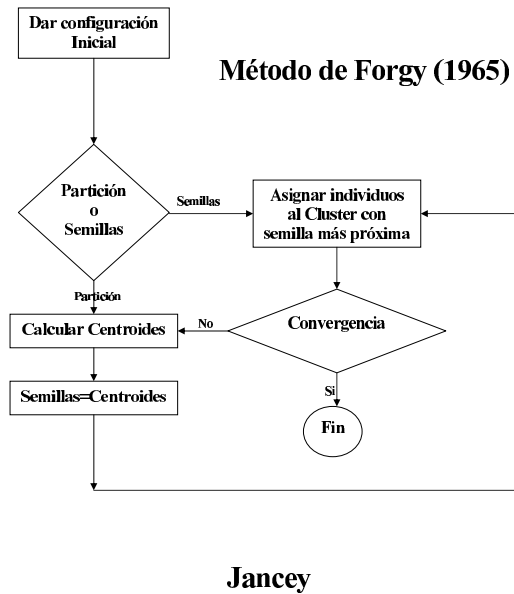 Dar configuración
Inicial
Método de Forgy (1965)
Partición
o
Semillas
Semillas
Asignar individuos
al Cluster con
semilla más próxima
Partición
Calcular Centroides
No
Convergencia
Semillas=Centroides
Si
Fin
Jancey